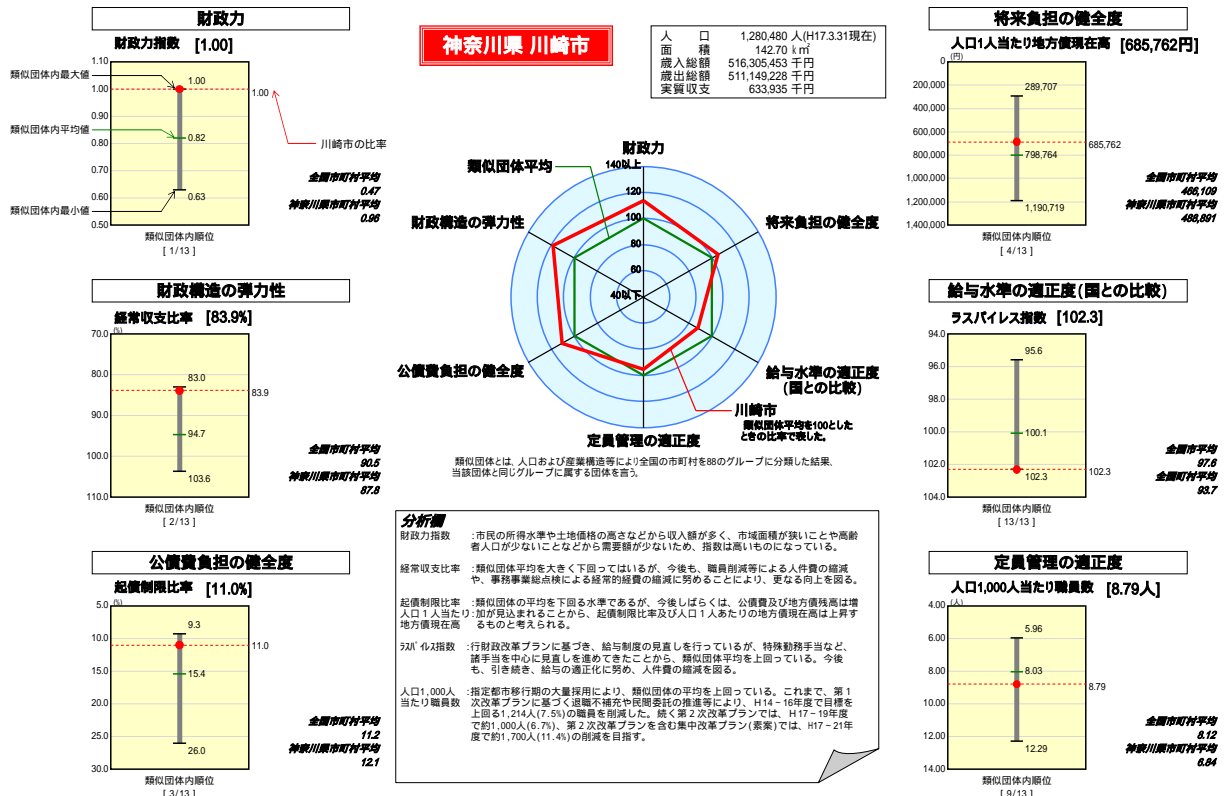 財政力
財政力指数 [1.00]
1.10
1.00
0.90
0.80
0.70
0.60
0.50
類似団体内最大値
類似団体内平均値
類似団体内最小値
1.00
0.82
0.63
1.00
川崎市の比率
全国市町村平均
0.47
神奈川県市町村平均
0.96
類似団体内順位
[ 1/13 ]
神奈川県 川崎市
人口 1,280,480 人(H17.3.31現在)
面積 142.70 k㎡
歳入総額 516,305,453 千円
歳出総額 511,149,228 千円
実質収支 633,935 千円
将来負担の健全度
人口1人当たり地方債現在高 [685,762円]
(円)
0
200,000
400,000
600,000
800,000
1,000,000
1,200,000
1,400,000
289,707
798,764
1,190,719
685,762
全国市町村平均
466,109
神奈川県市町村平均
488,891
類似団体内順位
[ 4/13 ]
財政構造の弾力性
経常収支比率 [83.9%]
(%)
70.0
80.0
90.0
100.0
110.0
83.0
94.7
103.6
83.9
全国市町村平均
90.5
神奈川県市町村平均
87.8
類似団体内順位
[ 2/13 ]
財政力
将来負担の健全度
給与水準の適正度
(国との比較)
定員管理の適正度
公債費負担の健全度
財政構造の弾力性
類似団体平均
140以上
120
100
80
60
40以下
川崎市
類似団体平均を100とした
ときの比率で表した。
類似団体とは、人口および産業構造等により全国の市町村を88のグループに分類した結果、
当該団体と同じグループに属する団体を言う。
給与水準の適正度(国との比較)
ラスパイレス指数 [102.3]
94.0
96.0
98.0
100.0
102.0
104.0
95.6
100.1
102.3
102.3
全国市平均
97.6
全国町村平均
93.7
類似団体内順位
[ 13/13 ]
公債費負担の健全度
起債制限比率 [11.0%]
(%)
5.0
10.0
15.0
20.0
25.0
30.0
9.3
15.4
26.0
11.0
全国市町村平均
11.2
神奈川県市町村平均
12.1
類似団体内順位
[ 3/13 ]
分析欄
財政力指数 :市民の所得水準や土地価格の高さなどから収入額が多く、市域面積が狭いことや高齢
者人口が少ないことなどから需要額が少ないため、指数は高いものになっている。
経常収支比率 :類似団体平均を大きく下回ってはいるが、今後も、職員削減等による人件費の縮減
や、事務事業総点検による経常的経費の縮減に努めることにより、更なる向上を図る。
起債制限比率 :類似団体の平均を下回る水準であるが、今後しばらくは、公債費及び地方債残高は増
人口1人当たり:加が見込まれることから、起債制限比率及び人口1人あたりの地方債現在高は上昇す
地方債現在高 るものと考えられる。
ラスパイレス指数 :行財政改革プランに基づき、給与制度の見直しを行っているが、特殊勤務手当など、
諸手当を中心に見直しを進めてきたことから、類似団体平均を上回っている。今後
も、引き続き、給与の適正化に努め、人件費の縮減を図る。
人口1,000人 :指定都市移行期の大量採用により、類似団体の平均を上回っている。これまで、第1
当たり職員数 次改革プランに基づく退職不補充や民間委託の推進等により、H14-16年度で目標を
上回る1,214人(7.5%)の職員を削減した。続く第2次改革プランでは、H17-19年度
で約1,000人(6.7%)、第2次改革プランを含む集中改革プラン(素案)では、H17-21年
度で約1,700人(11.4%)の削減を目指す。
定員管理の適正度
人口1,000人当たり職員数 [8.79人]
(人)
4.00
6.00
8.00
10.00
12.00
14.00
5.96
8.03
12.29
8.79
全国市町村平均
8.12
神奈川県市町村平均
6.84
類似団体内順位
[ 9/13 ]